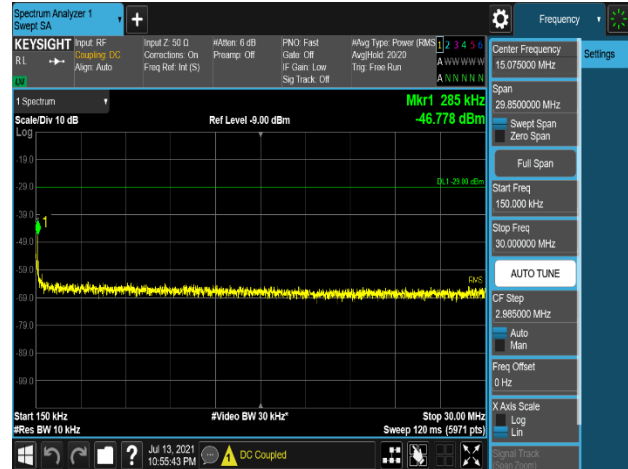 Spectrum Analyzer 1
Swept SA
+
Frequency
KEYSIGHT
Input: RF
Input Z: 50 Ω
#Atten: 6 dB
PNO: Fast
#Avg Type: Power (RMS
1 2 3 4 5 6
RL
Coupling: DC
Corrections: On
Preamp: Off
Gate: Off
Avg|Hold: 20/20
A WWWWW
Align: Auto
Freq Ref: Int (S)
IF Gain: Low
Trig: Free Run
Sig Track: Off
A N N N N N
Settings
Center Frequency
15.075000 MHz
Span
29.8500000 MHz
Swept Span
Zero Span
Full Span
Start Freq
150.000 kHz
Stop Freq
30.000000 MHz
AUTO TUNE
CF Step
2.985000 MHz
Auto
Man
Freq Offset
0 Hz
X Axis Scale
Log
Lin
Signal Track
(Span Zoom)
1 Spectrum
Mkr1 285 kHz
Scale/Div 10 dB
Ref Level -9.00 dBm
-46.778 dBm
Log
-19.0
DL1 -29.00 dBm
-29.0
-39.0
1
-49.0
-59.0
RMS
-69.0
-79.0
-89.0
-99.0
Start 150 kHz
#Video BW 30 kHz*
Stop 30.00 MHz
#Res BW 10 kHz
Sweep 120 ms (5971 pts)
?
Jul 13, 2021
10:55:43 PM
DC Coupled